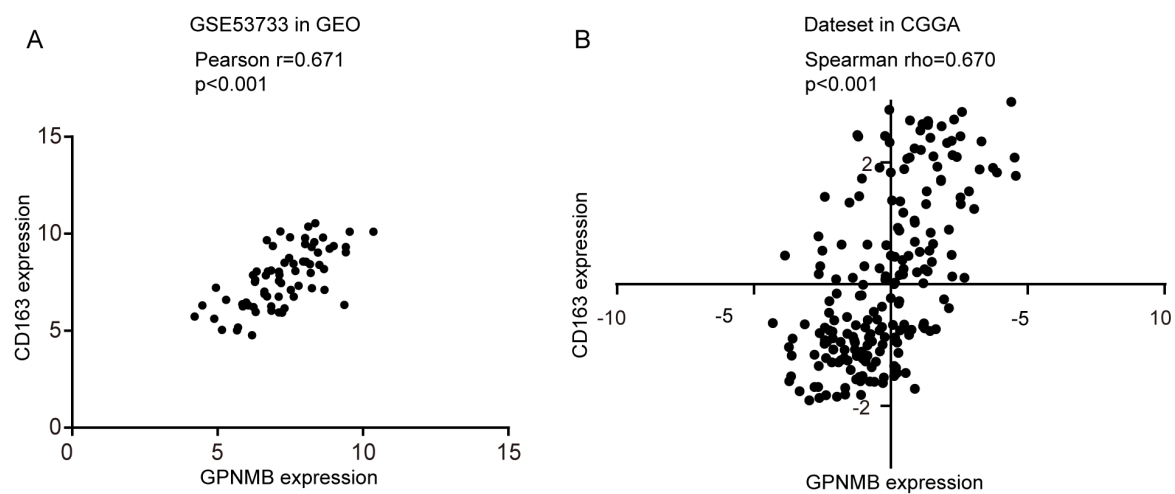 A
GSE53733 in GEO
Pearson r=0.671
p<0.001
15
10
5
0
CD163 expression
0
5
10
15
GPNMB expression
B
Dateset in CGGA
Spearman rho=0.670
p<0.001
2
-2
CD163 expression
-10
-5
-5
10
GPNMB expression